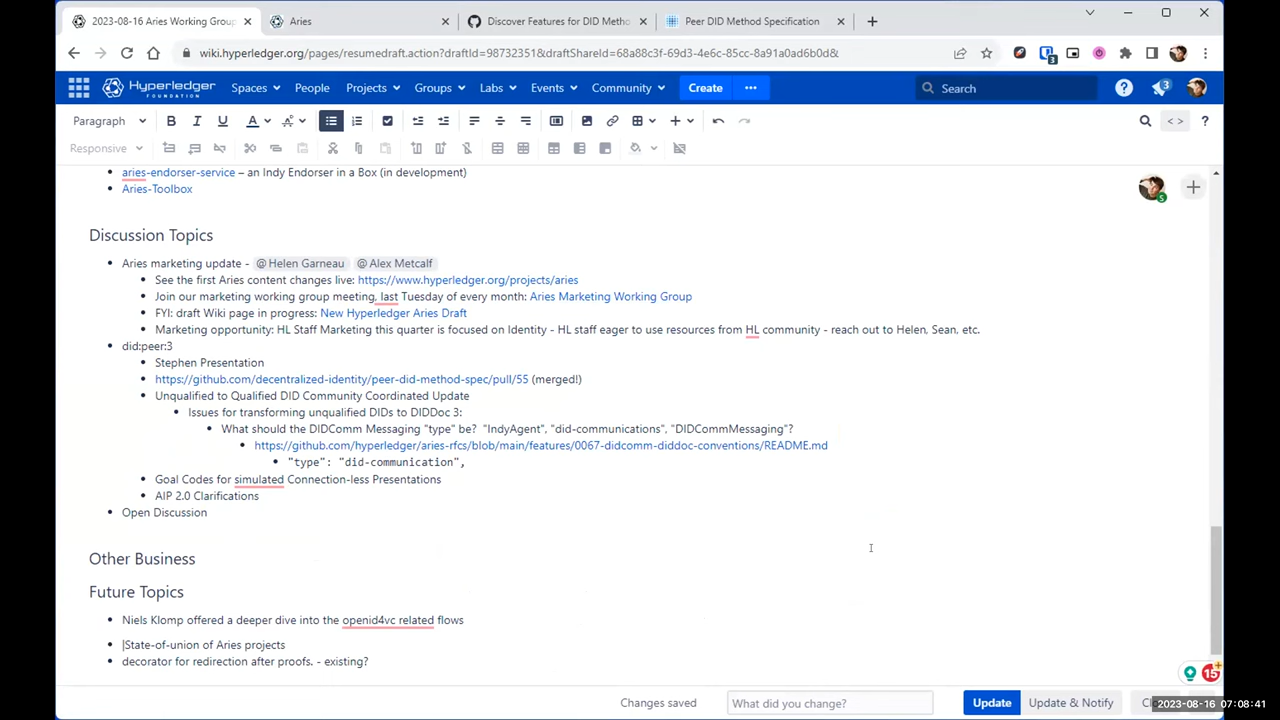 2023-08-16 Aries Working Group
Aries
Discover Features for DID Metho
Peer DID Method Specification
wiki.hyperledger.org/pages/resumedraft.action?draftId=98732351&draftShareId=68a88c3f-69d3-4e6c-85cc-8a91a0ad6b0d&
3
HYPERLEDGER FOUNDATION
Spaces
People
Projects
Groups
Labs
Events
Community
Create
Search
3
Paragraph
B I U A
Responsive
aries-endorser-service – an Indy Endorser in a Box (in development)
Aries-Toolbox
Discussion Topics
Aries marketing update - @Helen Garneau @Alex Metcalf
See the first Aries content changes live: https://www.hyperledger.org/projects/aries
Join our marketing working group meeting, last Tuesday of every month: Aries Marketing Working Group
FYI: draft Wiki page in progress: New Hyperledger Aries Draft
Marketing opportunity: HL Staff Marketing this quarter is focused on Identity - HL staff eager to use resources from HL community - reach out to Helen, Sean, etc.
did:peer:3
Stephen Presentation
https://github.com/decentralized-identity/peer-did-method-spec/pull/55 (merged!)
Unqualified to Qualified DID Community Coordinated Update
Issues for transforming unqualified DIDs to DIDDoc 3:
What should the DIDComm Messaging "type" be? "IndyAgent", "did-communications", "DIDCommMessaging"?
https://github.com/hyperledger/aries-rfcs/blob/main/features/0067-didcomm-diddoc-conventions/README.md
"type": "did-communication",
Goal Codes for simulated Connection-less Presentations
AIP 2.0 Clarifications
Open Discussion
Other Business
Future Topics
Niels Klomp offered a deeper dive into the openid4vc related flows
State-of-union of Aries projects
decorator for redirection after proofs. - existing?
15
Changes saved
What did you change?
Update
Update & Notify
2023-08-16 07:08:41